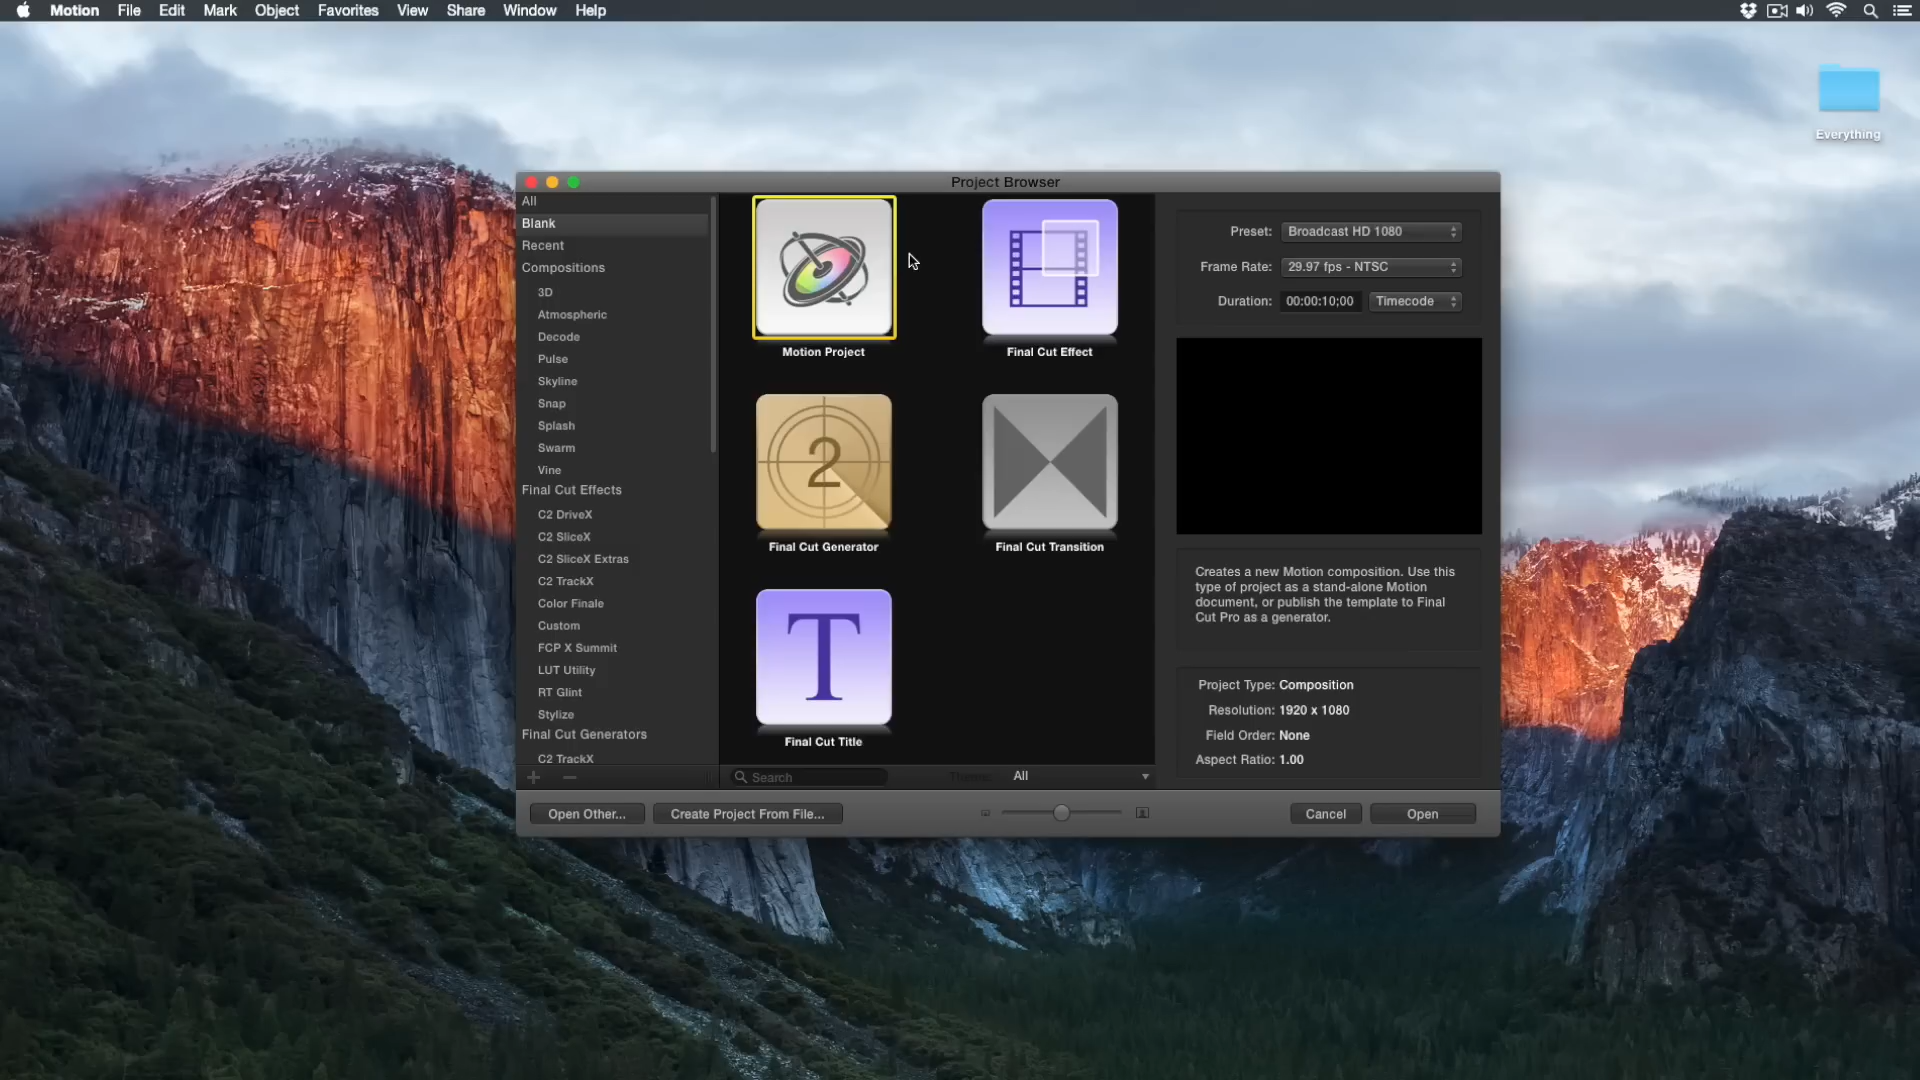 Motion File Edit Mark Object Favorites View Share Window Help
Everything
Project Browser
All
Blank
Recent
Compositions
3D
Atmospheric
Decode
Pulse
Skyline
Snap
Splash
Swarm
Vine
Final Cut Effects
C2 DriveX
C2 SliceX
C2 SliceX Extras
C2 TrackX
Color Finale
Custom
FCP X Summit
LUT Utility
RT Glint
Stylize
Final Cut Generators
C2 TrackX
Motion Project
Final Cut Effect
2
Final Cut Generator
Final Cut Transition
T
Final Cut Title
Search
Theme: All
Preset: Broadcast HD 1080
Frame Rate: 29.97 fps - NTSC
Duration: 00:00:10;00 Timecode
Creates a new Motion composition. Use this
type of project as a stand-alone Motion
document, or publish the template to Final
Cut Pro as a generator.
Project Type: Composition
Resolution: 1920 x 1080
Field Order: None
Aspect Ratio: 1.00
Open Other... Create Project From File... Cancel Open